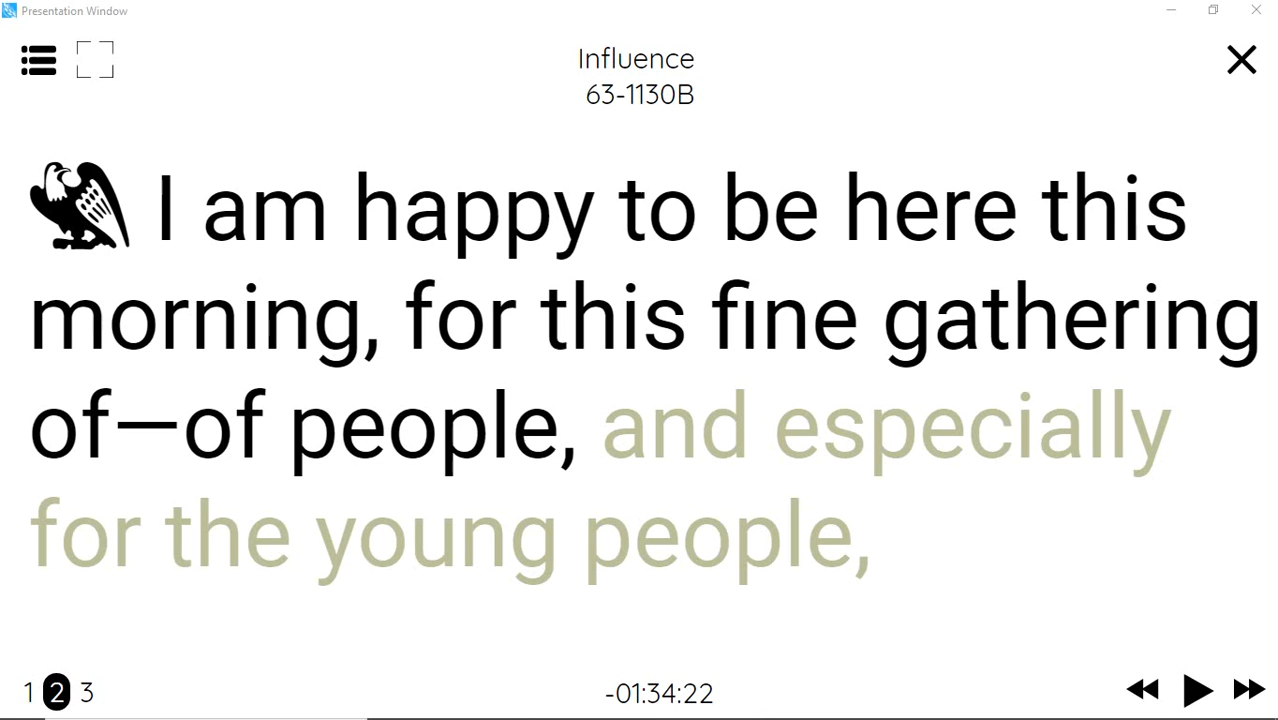 Presentation Window
Influence
63-1130B
I am happy to be here this
morning, for this fine gathering
of—of people, and especially
for the young people,
1 2 3
-01:34:22